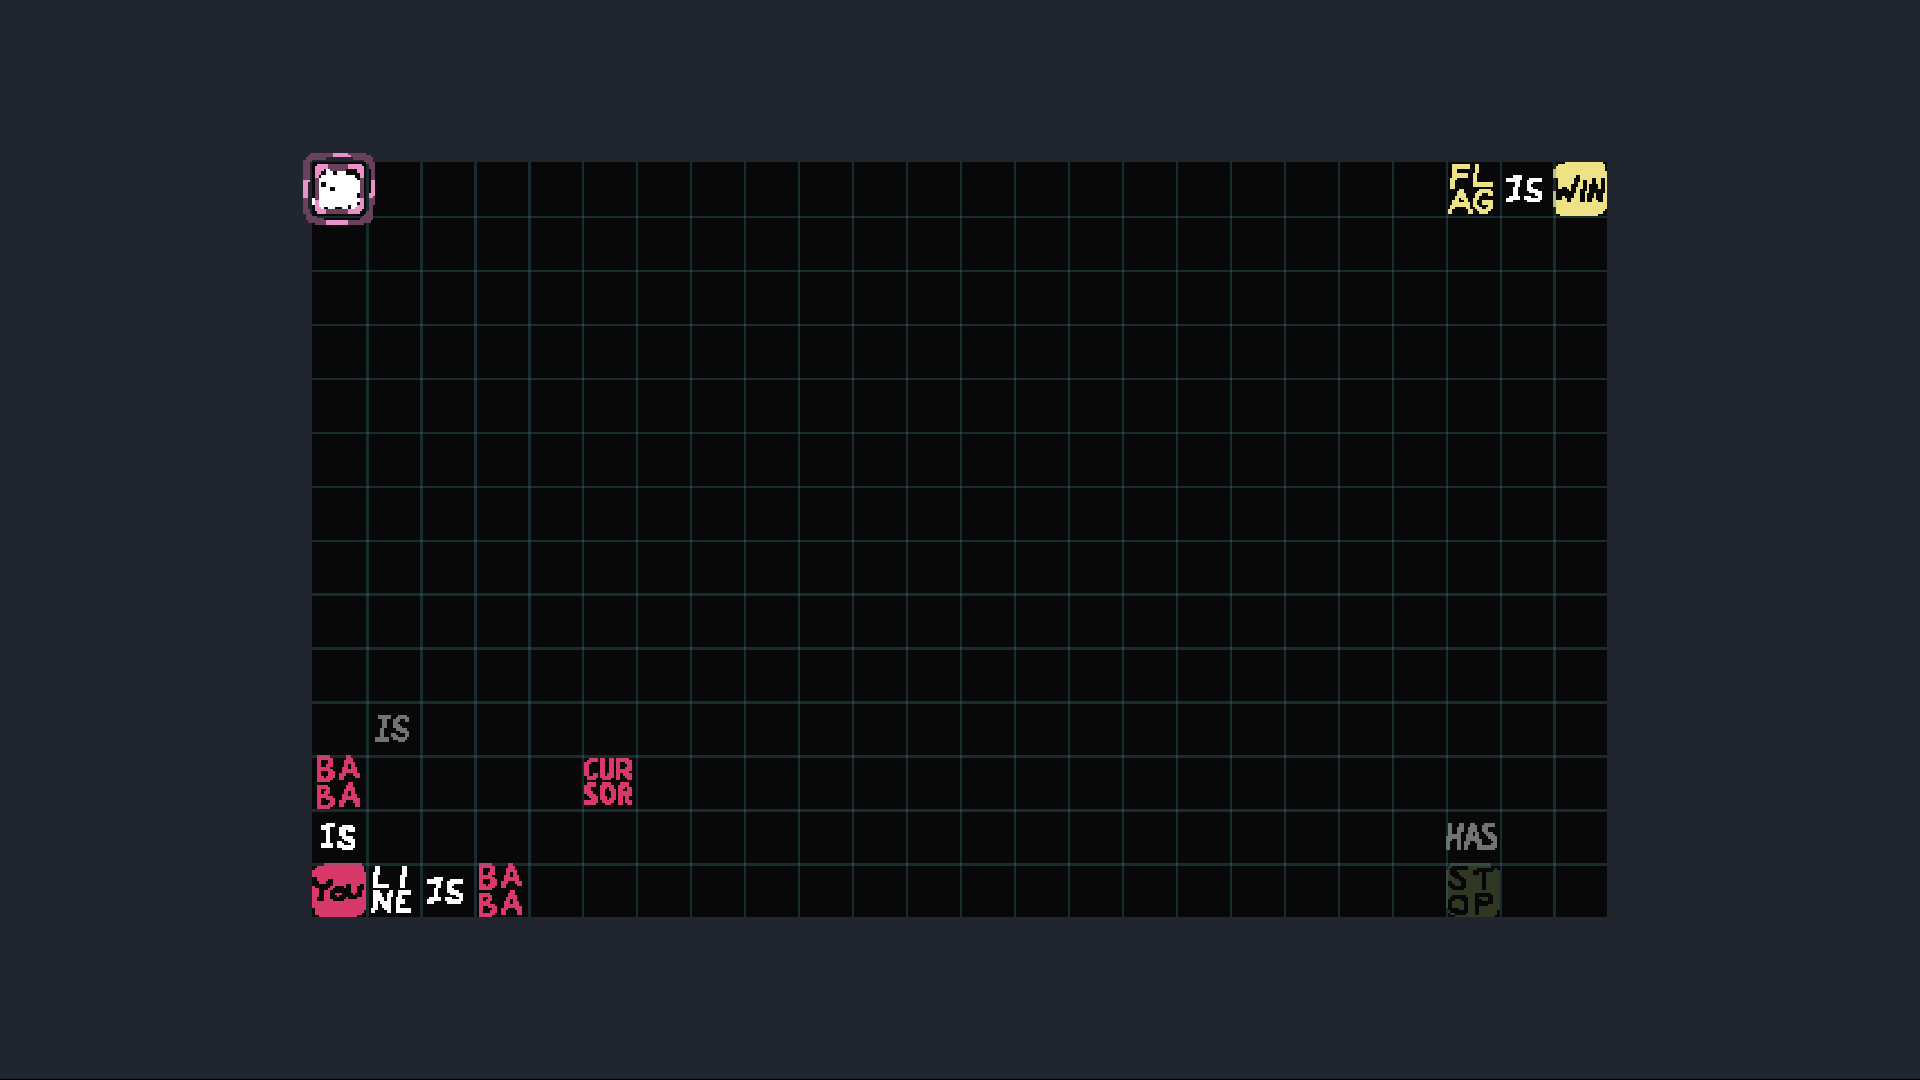 FLAG IS WIN
IS
BABA CURSOR
IS HAS
YOU LINE IS BABA STOP